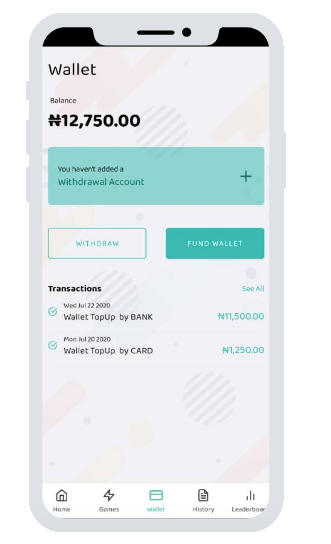 Wallet
Balance
₦12,750.00
You haven't added a
Withdrawal Account
WITHDRAW
FUND WALLET
Transactions
See All
Wed Jul 22 2020
Wallet TopUp by BANK
₦11,500.00
Mon Jul 20 2020
Wallet TopUp by CARD
₦1,250.00
Home
Games
Wallet
History
Leaderboar